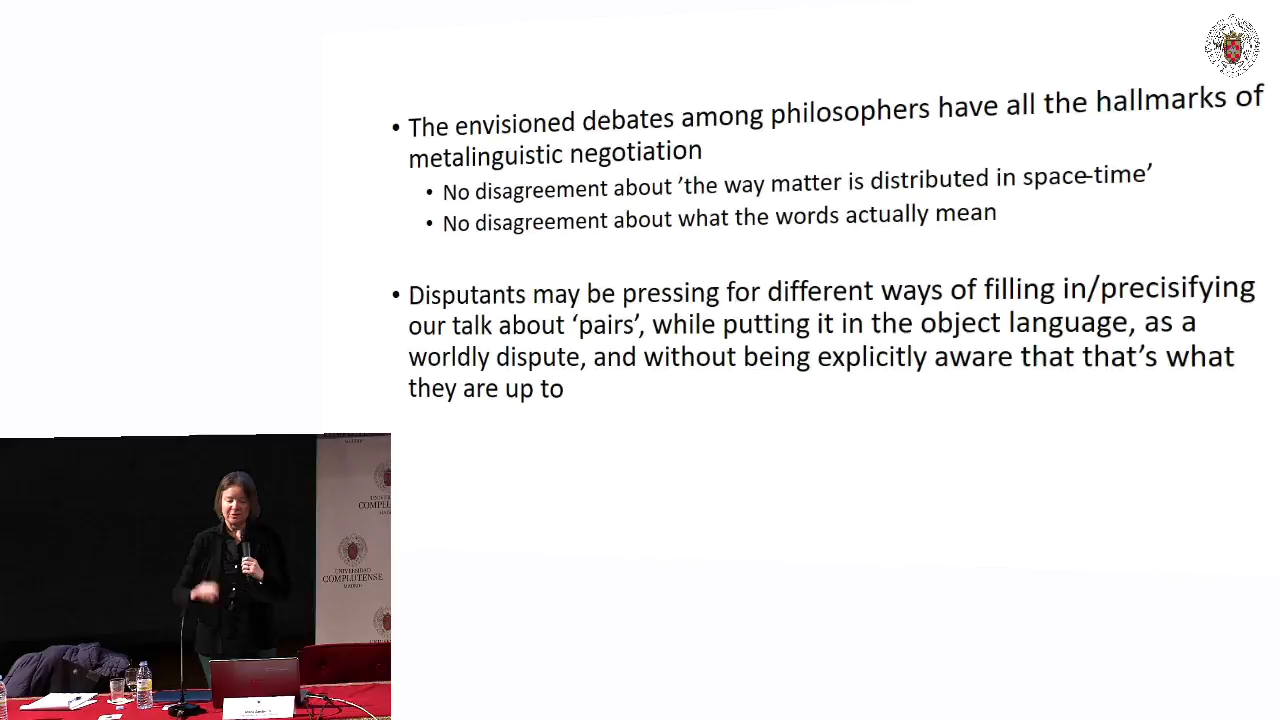 • The envisioned debates among philosophers have all the hallmarks of
metalinguistic negotiation
• No disagreement about ’the way matter is distributed in space-time’
• No disagreement about what the words actually mean
• Disputants may be pressing for different ways of filling in/precisifying
our talk about ‘pairs’, while putting it in the object language, as a
worldly dispute, and without being explicitly aware that that’s what
they are up to
UNIVERSIDAD
COMPLUTENSE
MADRID